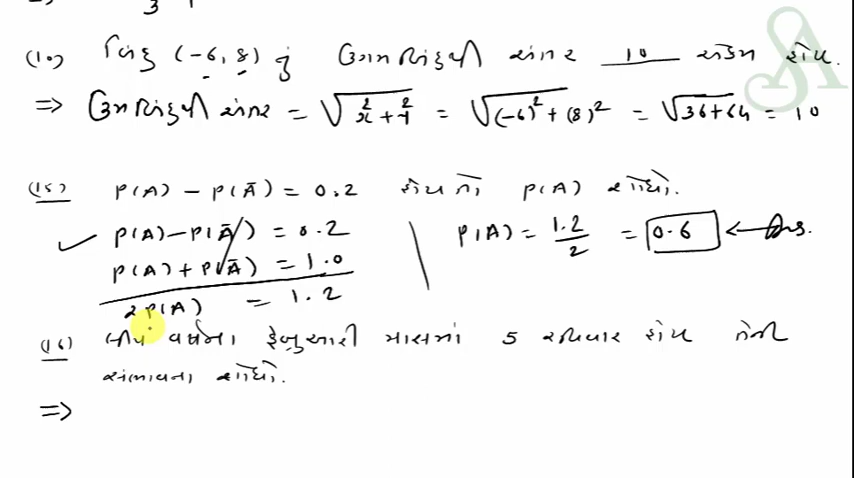 (10) બિંદુ (-6, 8) નું ઊગમબિંદુથી અંતર 10 એકમ હોય.
⇒ ઊગમબિંદુથી અંતર = √(x² + y²) = √((-6)² + (8)²) = √(36+64) = 10
(15) P(A) - P(Ā) = 0.2 હોય તો P(A) શોધો.
✓ P(A) - P(Ā) = 0.2 P(A) = 1.2/2 = 0.6 ← Ans.
P(A) + P(Ā) = 1.0
2P(A) = 1.2
(16) લીપ વર્ષના ફેબ્રુઆરી માસમાં 5 રવિવાર હોય તેની
સંભાવના શોધો.
⇒